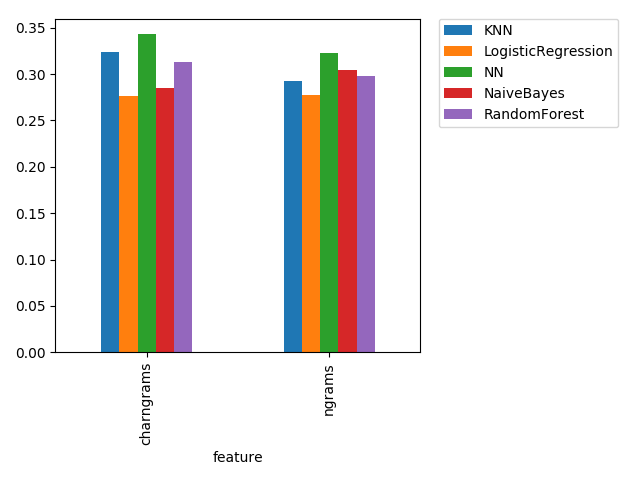 0.35
0.30
0.25
0.20
0.15
0.10
0.05
0.00
charngrams
ngrams
feature
KNN
LogisticRegression
NN
NaiveBayes
RandomForest